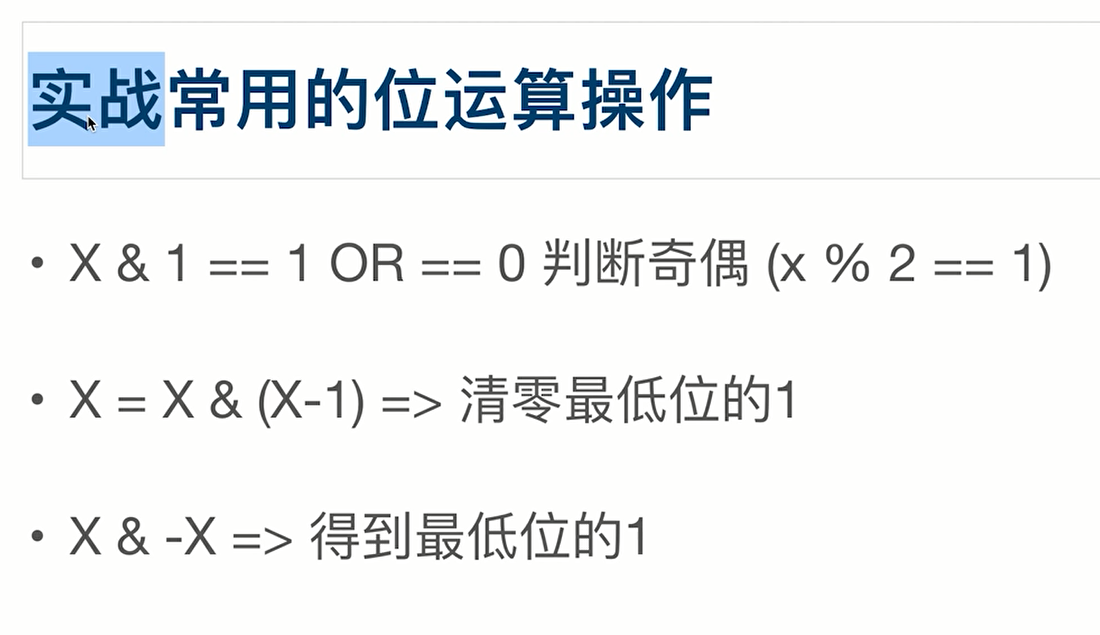 实战常用的位运算操作
• X & 1 == 1 OR == 0 判断奇偶 (x % 2 == 1)
• X = X & (X-1) => 清零最低位的1
• X & -X => 得到最低位的1